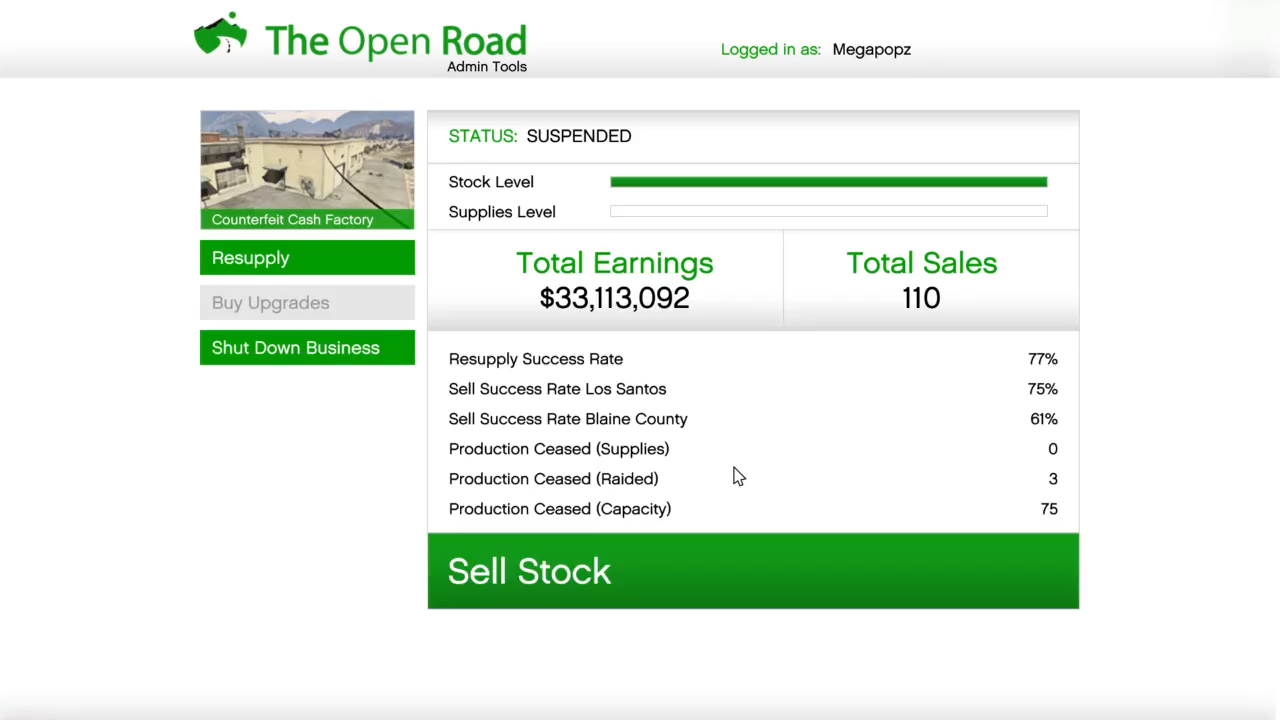 The Open Road
Admin Tools
Logged in as: Megapopz
Counterfeit Cash Factory
Resupply
Buy Upgrades
Shut Down Business
STATUS: SUSPENDED
Stock Level
Supplies Level
Total Earnings
$33,113,092
Total Sales
110
Resupply Success Rate 77%
Sell Success Rate Los Santos 75%
Sell Success Rate Blaine County 61%
Production Ceased (Supplies) 0
Production Ceased (Raided) 3
Production Ceased (Capacity) 75
Sell Stock